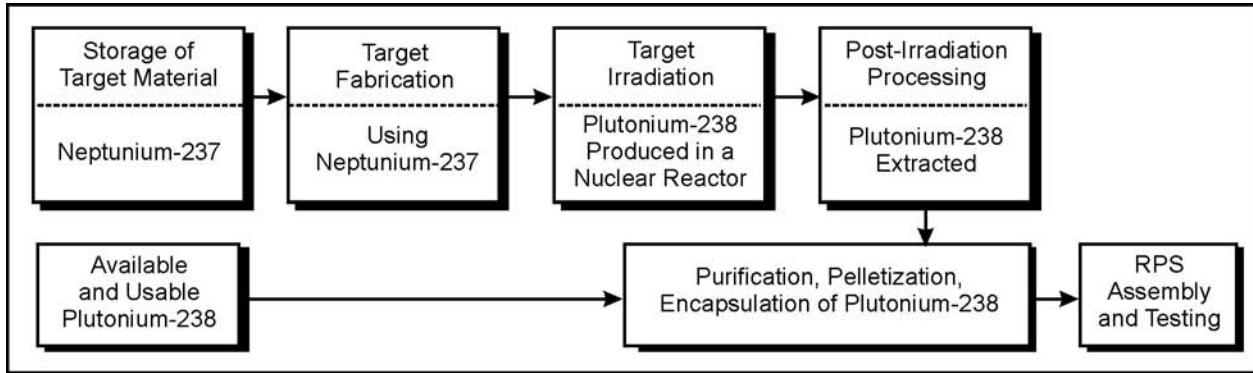 Storage of
Target Material
Neptunium-237
Target
Fabrication
Using
Neptunium-237
Target
Irradiation
Plutonium-238
Produced in a
Nuclear Reactor
Post-Irradiation
Processing
Plutonium-238
Extracted
Available
and Usable
Plutonium-238
Purification, Pelletization,
Encapsulation of Plutonium-238
RPS
Assembly
and Testing